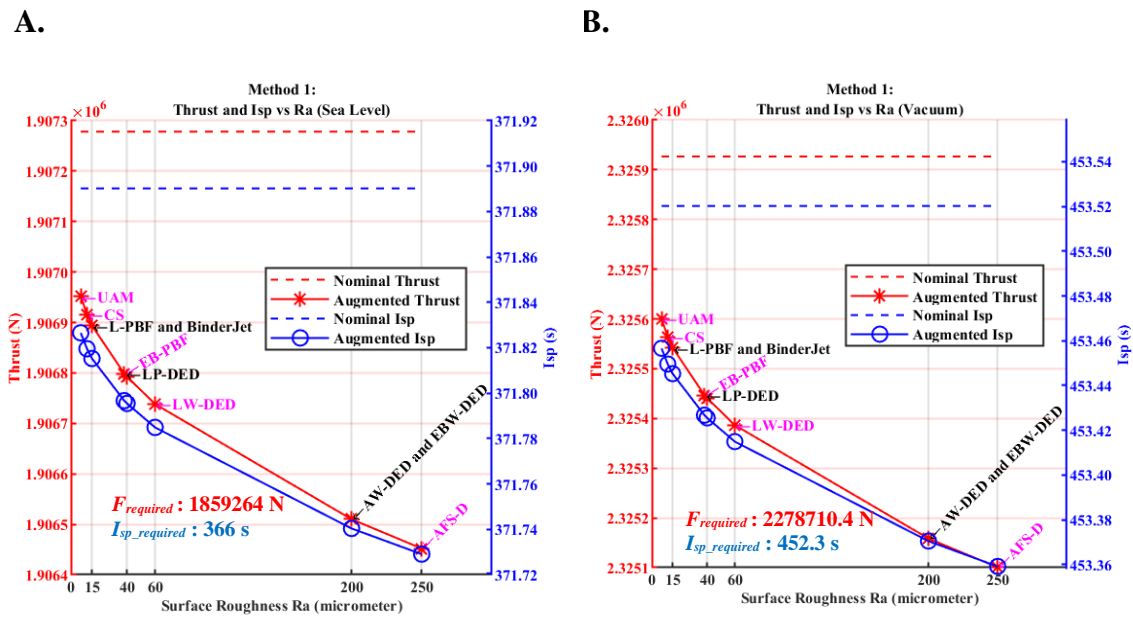 A.
Method 1:
Thrust and Isp vs Ra (Sea Level)
×10⁶
1.9073
1.9072
1.9071
1.9070
1.9069
1.9068
1.9067
1.9066
1.9065
1.9064
Thrust (N)
371.92
371.90
371.88
371.86
371.84
371.82
371.80
371.78
371.76
371.74
371.72
Isp (s)
Nominal Thrust
Augmented Thrust
Nominal Isp
Augmented Isp
UAM
CS
L-PBF and BinderJet
EB-PBF
LP-DED
LW-DED
AW-DED and EBW-DED
AFS-D
F_required : 1859264 N
I_sp_required : 366 s
0 15 40 60 200 250
Surface Roughness Ra (micrometer)
B.
Method 1:
Thrust and Isp vs Ra (Vacuum)
×10⁶
2.3260
2.3259
2.3258
2.3257
2.3256
2.3255
2.3254
2.3253
2.3252
2.3251
Thrust (N)
453.54
453.52
453.50
453.48
453.46
453.44
453.42
453.40
453.38
453.36
Isp (s)
Nominal Thrust
Augmented Thrust
Nominal Isp
Augmented Isp
UAM
CS
L-PBF and BinderJet
EB-PBF
LP-DED
LW-DED
AW-DED and EBW-DED
AFS-D
F_required : 2278710.4 N
I_sp_required : 452.3 s
0 15 40 60 200 250
Surface Roughness Ra (micrometer)